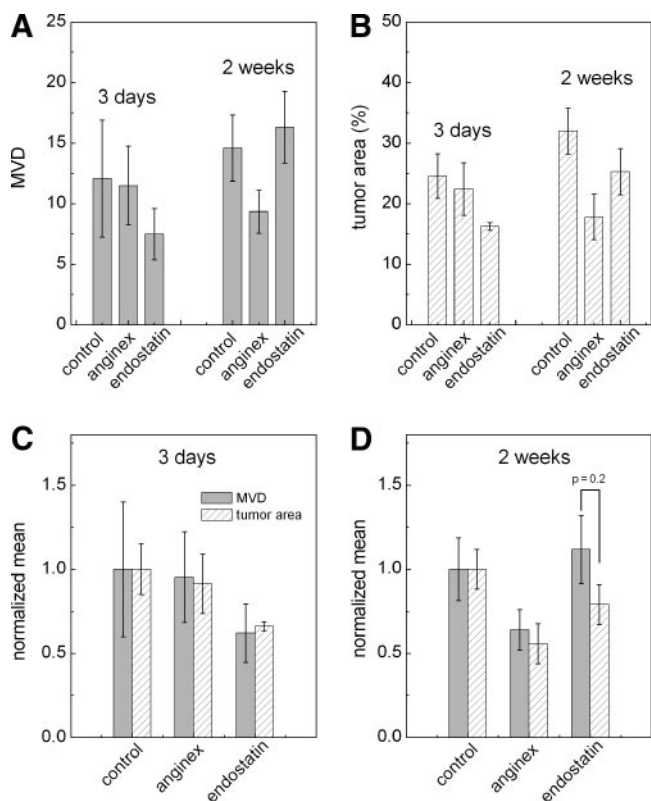 A
MVD
25
20
15
10
5
0
3 days
2 weeks
control
anginex
endostatin
control
anginex
endostatin
B
tumor area (%)
50
40
30
20
10
0
3 days
2 weeks
control
anginex
endostatin
control
anginex
endostatin
C
normalized mean
1.5
1.0
0.5
0.0
3 days
MVD
tumor area
control
anginex
endostatin
D
normalized mean
1.5
1.0
0.5
0.0
2 weeks
p = 0.2
control
anginex
endostatin